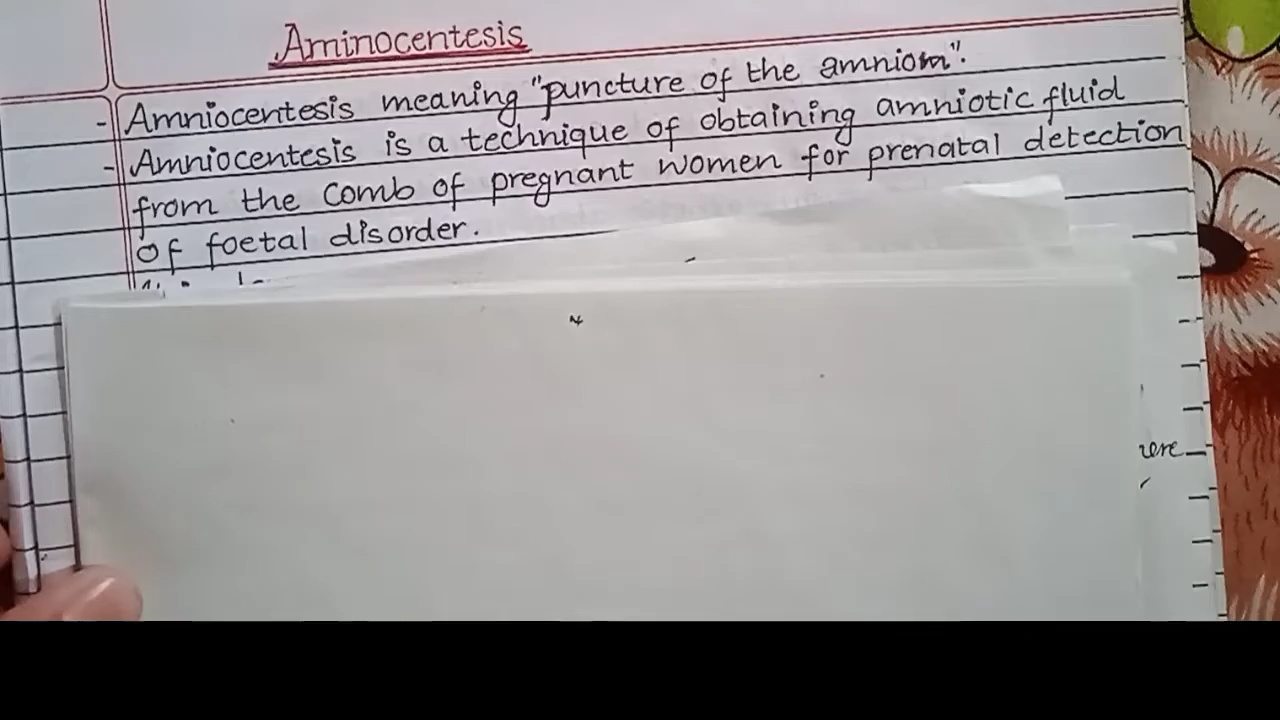 Aminocentesis
- Amniocentesis meaning "puncture of the amniom".
- Amniocentesis is a technique of obtaining amniotic fluid
from the comb of pregnant women for prenatal detection
of foetal disorder.